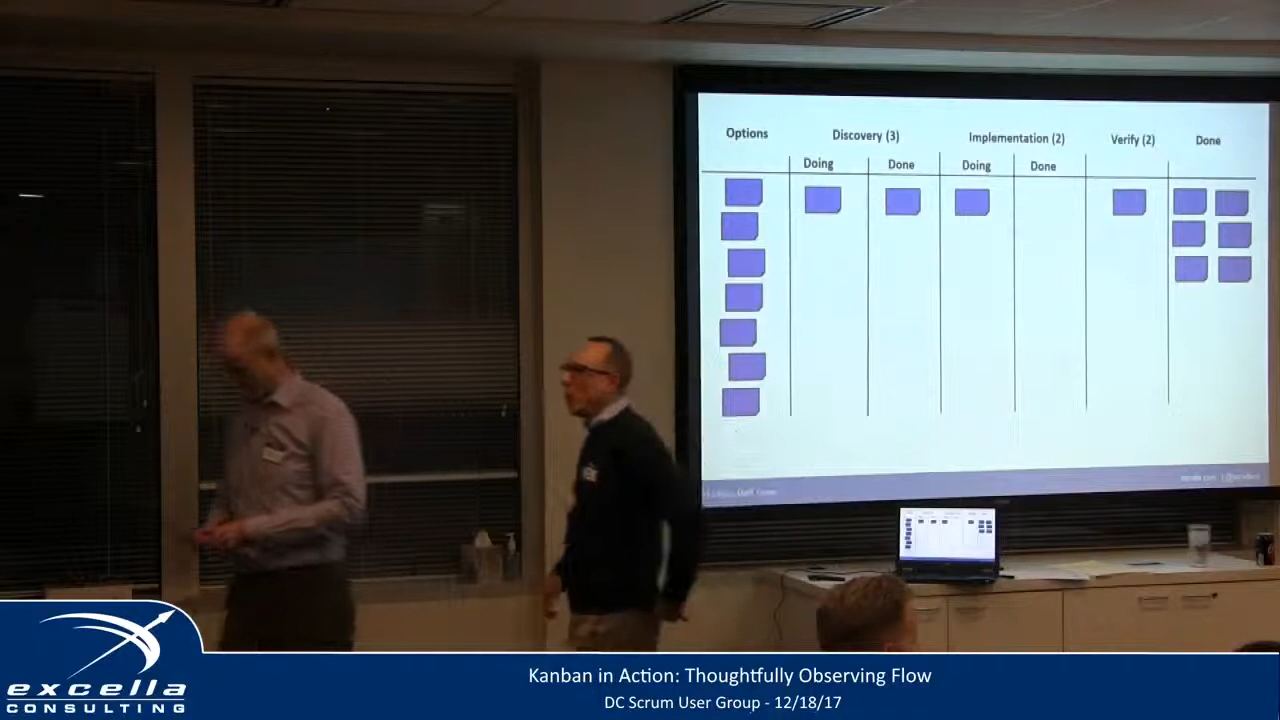 Options
Discovery (3)
Implementation (2)
Verify (2)
Done
Doing
Done
Doing
Done
excella
CONSULTING
Kanban in Action: Thoughtfully Observing Flow
DC Scrum User Group - 12/18/17